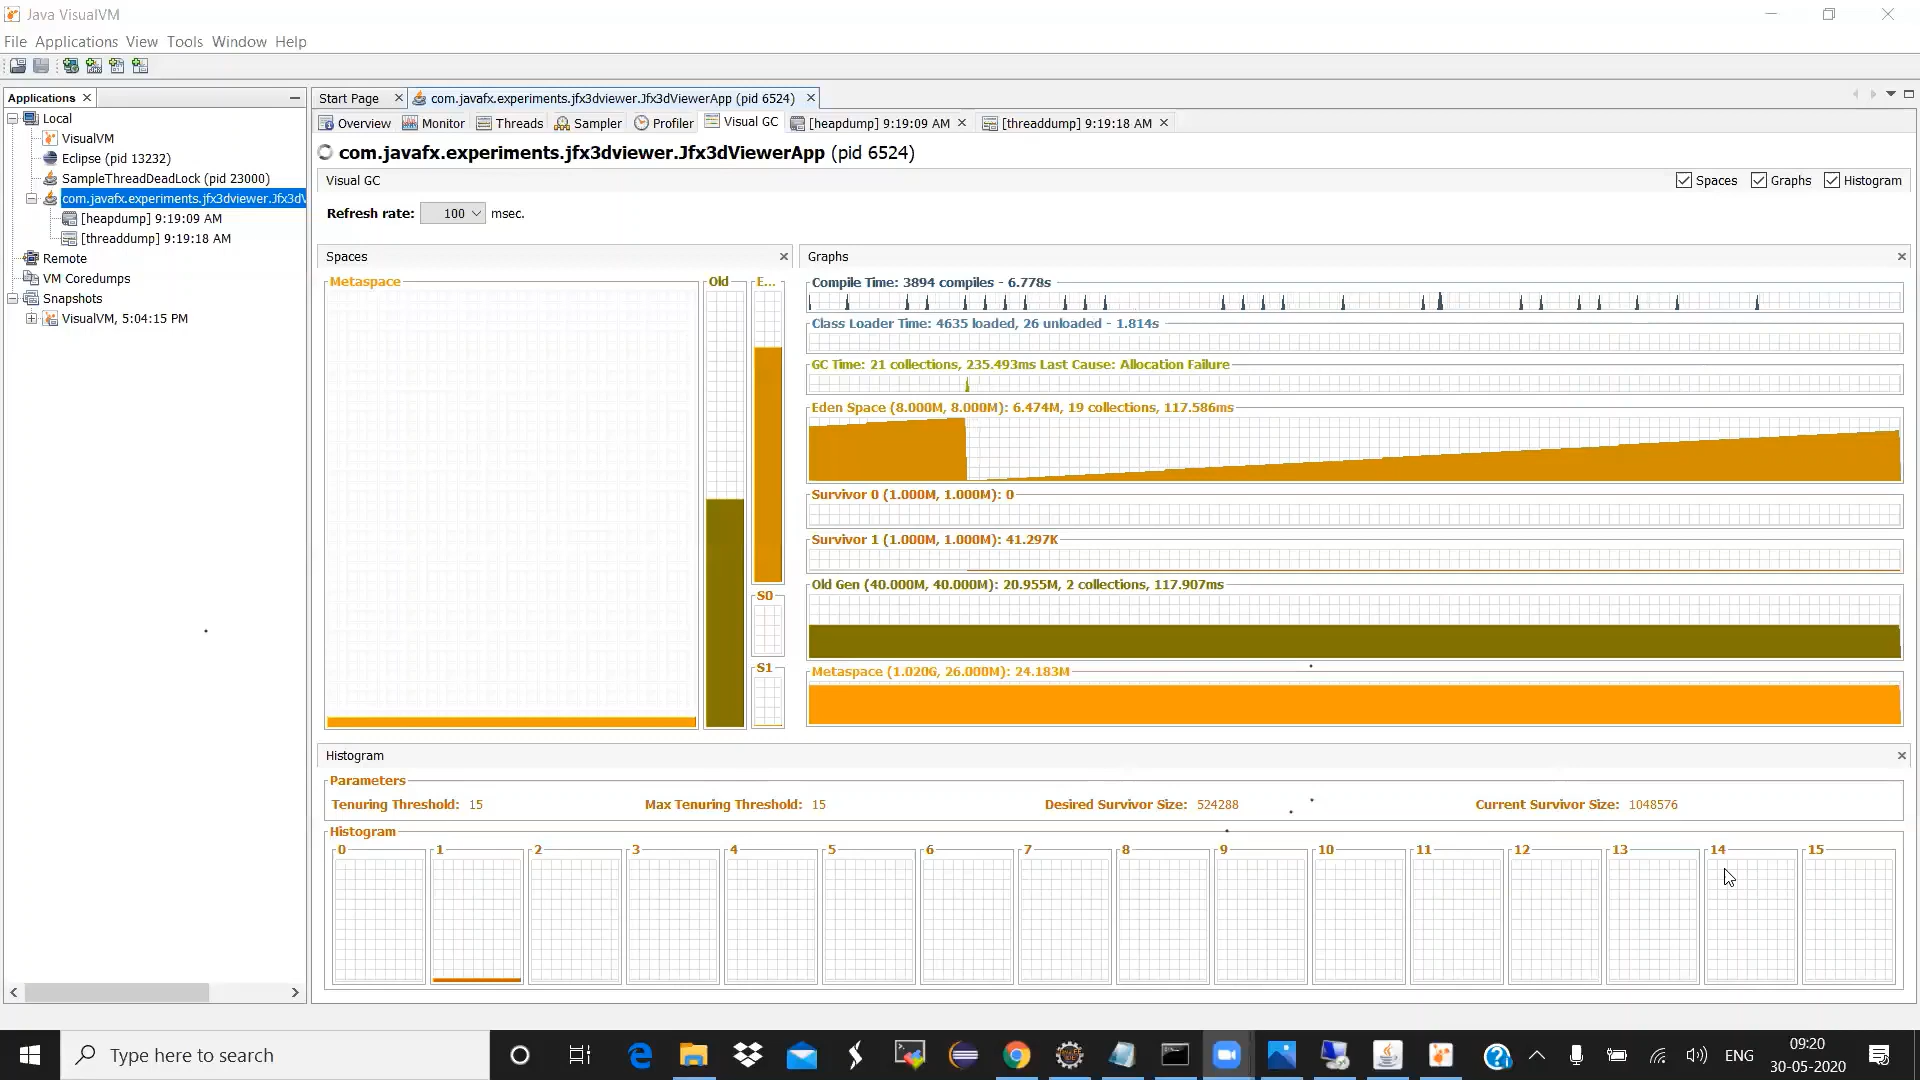 Java VisualVM
File Applications View Tools Window Help
Applications
Local
VisualVM
Eclipse (pid 13232)
SampleThreadDeadLock (pid 23000)
com.javafx.experiments.jfx3dviewer.Jfx3dV
[heapdump] 9:19:09 AM
[threaddump] 9:19:18 AM
Remote
VM Coredumps
Snapshots
VisualVM, 5:04:15 PM
Start Page com.javafx.experiments.jfx3dviewer.Jfx3dViewerApp (pid 6524)
Overview Monitor Threads Sampler Profiler Visual GC [heapdump] 9:19:09 AM [threaddump] 9:19:18 AM
com.javafx.experiments.jfx3dviewer.Jfx3dViewerApp (pid 6524)
Visual GC Spaces Graphs Histogram
Refresh rate: 100 msec.
Spaces
Metaspace Old E...
S0
S1
Graphs
Compile Time: 3894 compiles - 6.778s
Class Loader Time: 4635 loaded, 26 unloaded - 1.814s
GC Time: 21 collections, 235.493ms Last Cause: Allocation Failure
Eden Space (8.000M, 8.000M): 6.474M, 19 collections, 117.586ms
Survivor 0 (1.000M, 1.000M): 0
Survivor 1 (1.000M, 1.000M): 41.297K
Old Gen (40.000M, 40.000M): 20.955M, 2 collections, 117.907ms
Metaspace (1.020G, 26.000M): 24.183M
Histogram
Parameters
Tenuring Threshold: 15 Max Tenuring Threshold: 15 Desired Survivor Size: 524288 Current Survivor Size: 1048576
Histogram
0 1 2 3 4 5 6 7 8 9 10 11 12 13 14 15
Type here to search
ENG
09:20
30-05-2020